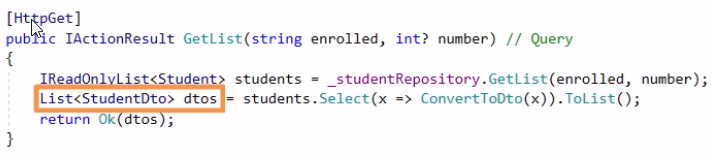 [HttpGet]
public IActionResult GetList(string enrolled, int? number) // Query
{
IReadOnlyList<Student> students = _studentRepository.GetList(enrolled, number);
List<StudentDto> dtos = students.Select(x => ConvertToDto(x)).ToList();
return Ok(dtos);
}